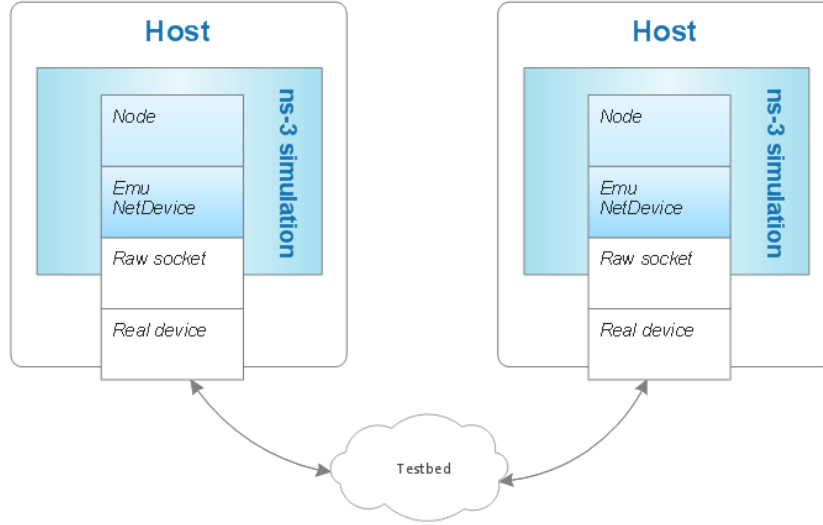 Host
Node
Emu
NetDevice
Raw socket
Real device
ns-3 simulation
Host
Node
Emu
NetDevice
Raw socket
Real device
ns-3 simulation
Testbed